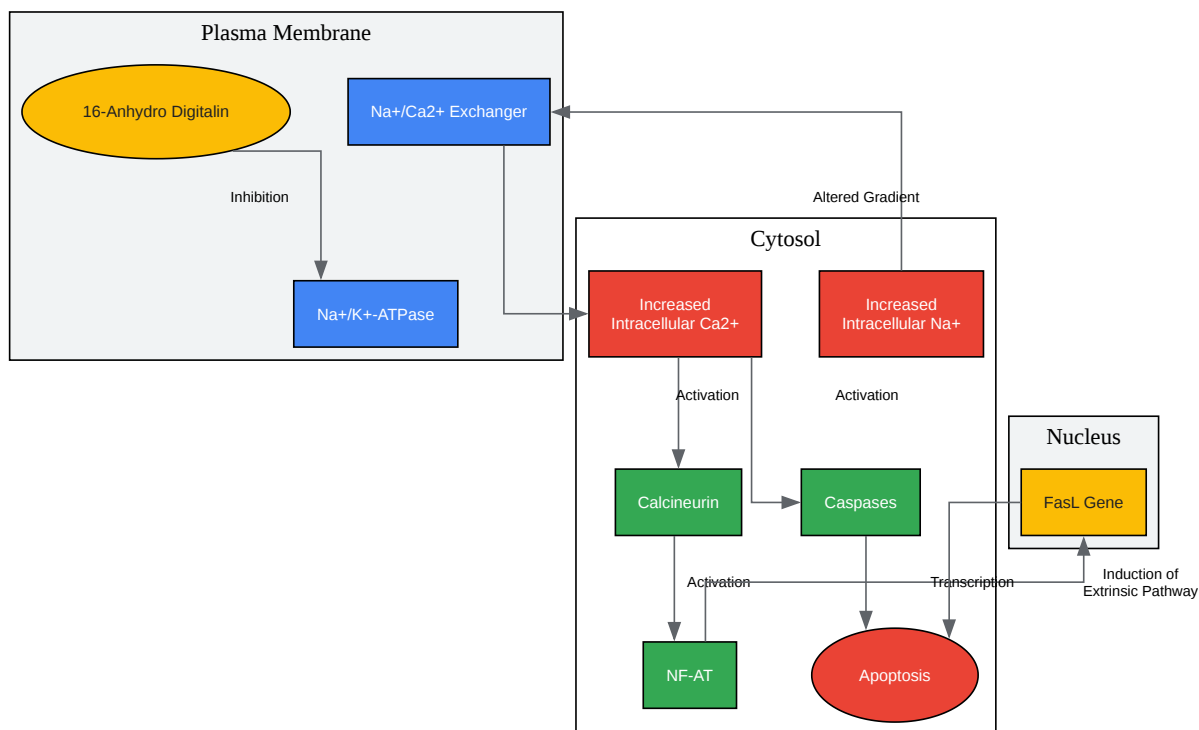 Plasma Membrane
16-Anhydro Digitalin
Na+/Ca2+ Exchanger
Inhibition
Altered Gradient
Cytosol
Na+/K+-ATPase
Increased
Intracellular Ca2+
Increased
Intracellular Na+
Activation
Activation
Nucleus
Calcineurin
Caspases
FasL Gene
Activation
Transcription
Induction of
Extrinsic Pathway
NF-AT
Apoptosis